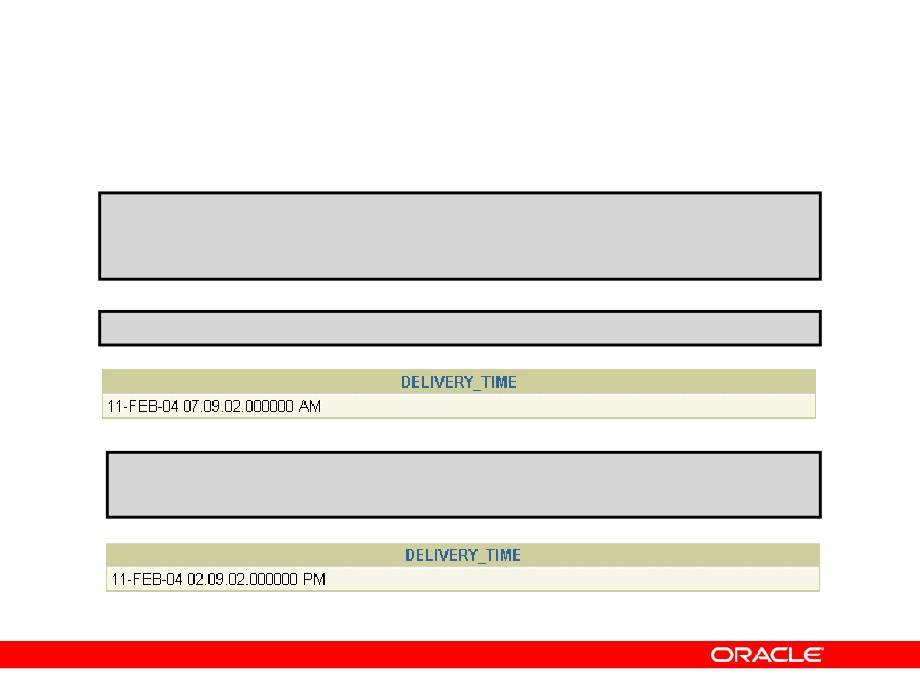 DELIVERY_TIME
11-FEB-04 07.09.02.000000 AM
DELIVERY_TIME
11-FEB-04 02.09.02.000000 PM
ORACLE